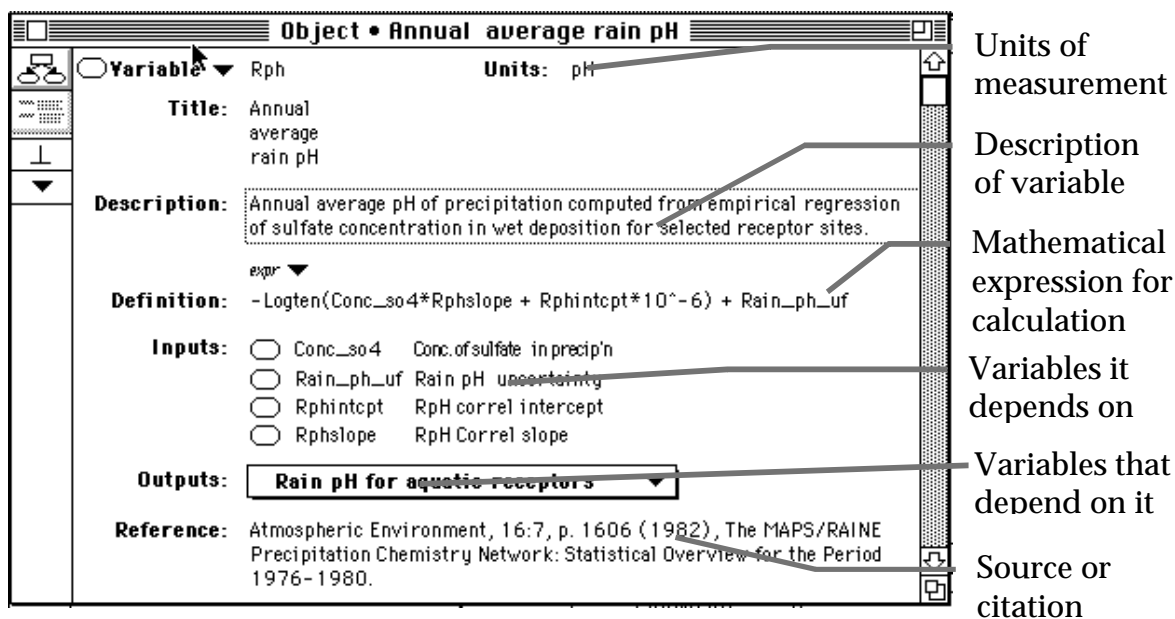 Object • Annual average rain pH
Variable Rph Units: pH
Title: Annual
average
rain pH
Description: Annual average pH of precipitation computed from empirical regression
of sulfate concentration in wet deposition for selected receptor sites.
expr
Definition: -Logten(Conc_so4*Rphslope + Rphintcpt*10^-6) + Rain_ph_uf
Inputs: Conc_so4 Conc. of sulfate in precip'n
Rain_ph_uf Rain pH uncertainty
Rphintcpt RpH correl intercept
Rphslope RpH Correl slope
Outputs: Rain pH for aquatic receptors
Reference: Atmospheric Environment, 16:7, p. 1606 (1982), The MAPS/RAINE
Precipitation Chemistry Network: Statistical Overview for the Period
1976-1980.
Units of
measurement
Description
of variable
Mathematical
expression for
calculation
Variables it
depends on
Variables that
depend on it
Source or
citation